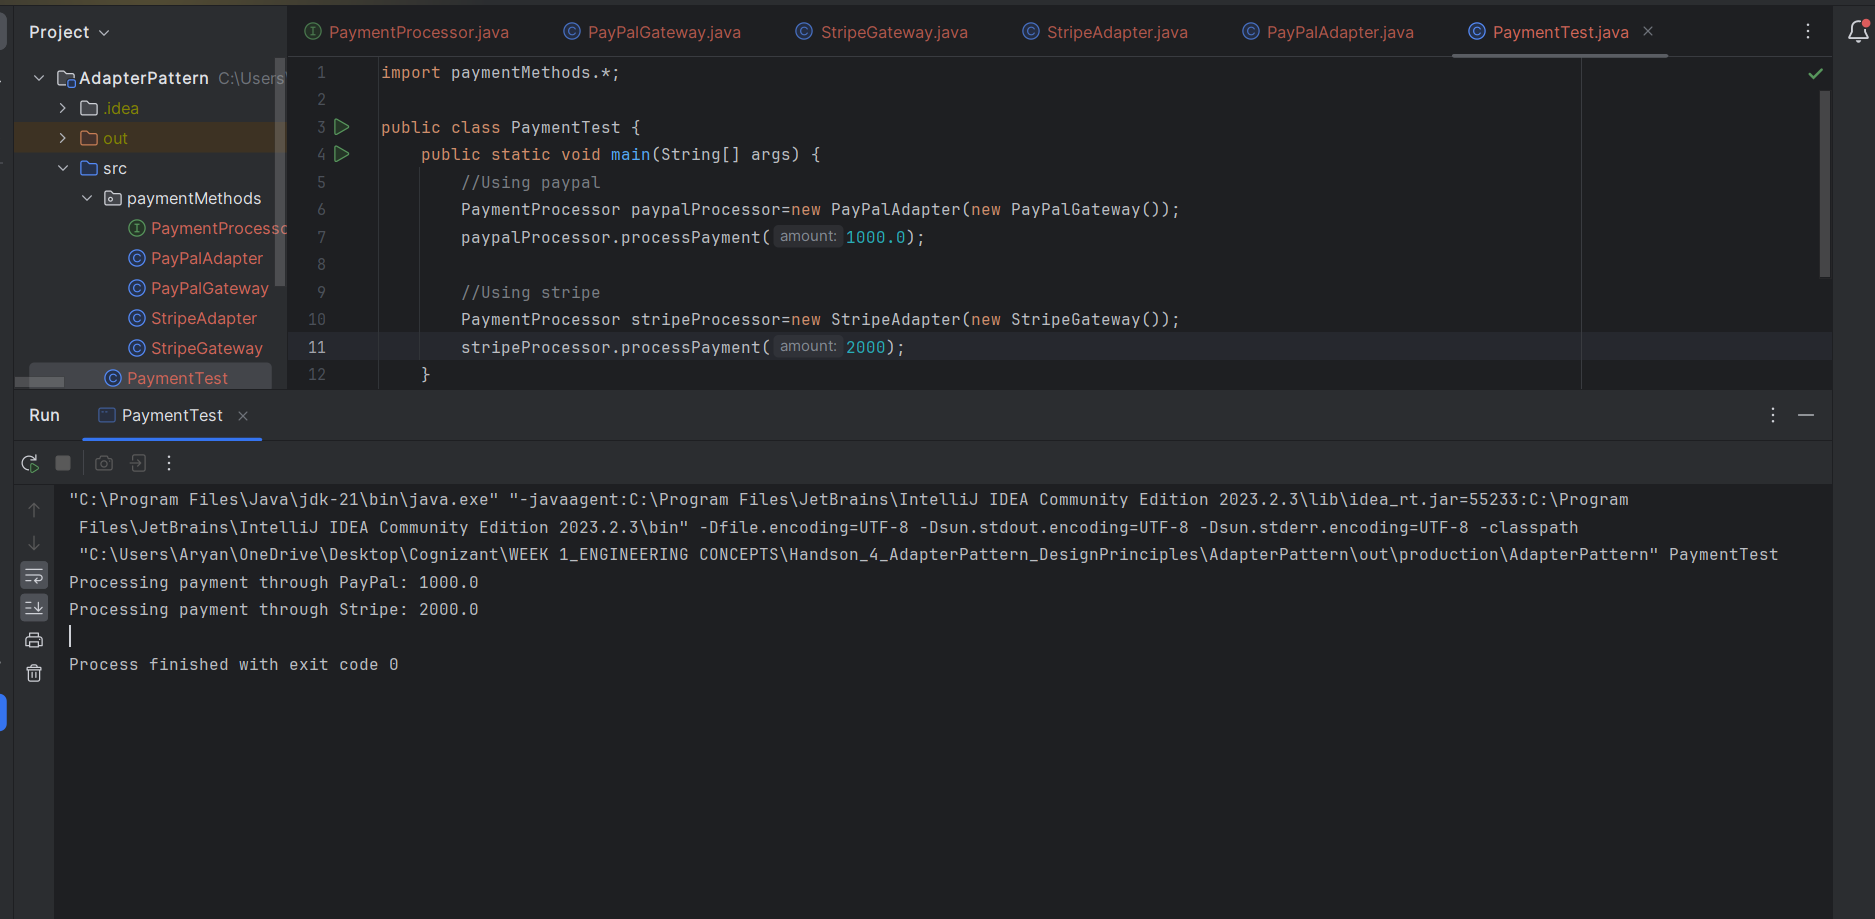 Project
PaymentProcessor.java
PayPalGateway.java
StripeGateway.java
StripeAdapter.java
PayPalAdapter.java
PaymentTest.java
AdapterPattern C:\Users
.idea
out
src
paymentMethods
PaymentProcess
PayPalAdapter
PayPalGateway
StripeAdapter
StripeGateway
PaymentTest
1 import paymentMethods.*;
2
3 public class PaymentTest {
4 public static void main(String[] args) {
5 //Using paypal
6 PaymentProcessor paypalProcessor=new PayPalAdapter(new PayPalGateway());
7 paypalProcessor.processPayment( amount: 1000.0);
8
9 //Using stripe
10 PaymentProcessor stripeProcessor=new StripeAdapter(new StripeGateway());
11 stripeProcessor.processPayment( amount: 2000);
12 }
Run PaymentTest
"C:\Program Files\Java\jdk-21\bin\java.exe" "-javaagent:C:\Program Files\JetBrains\IntelliJ IDEA Community Edition 2023.2.3\lib\idea_rt.jar=55233:C:\Program
Files\JetBrains\IntelliJ IDEA Community Edition 2023.2.3\bin" -Dfile.encoding=UTF-8 -Dsun.stdout.encoding=UTF-8 -Dsun.stderr.encoding=UTF-8 -classpath
"C:\Users\Aryan\OneDrive\Desktop\Cognizant\WEEK 1_ENGINEERING CONCEPTS\Handson_4_AdapterPattern_DesignPrinciples\AdapterPattern\out\production\AdapterPattern" PaymentTest
Processing payment through PayPal: 1000.0
Processing payment through Stripe: 2000.0
Process finished with exit code 0